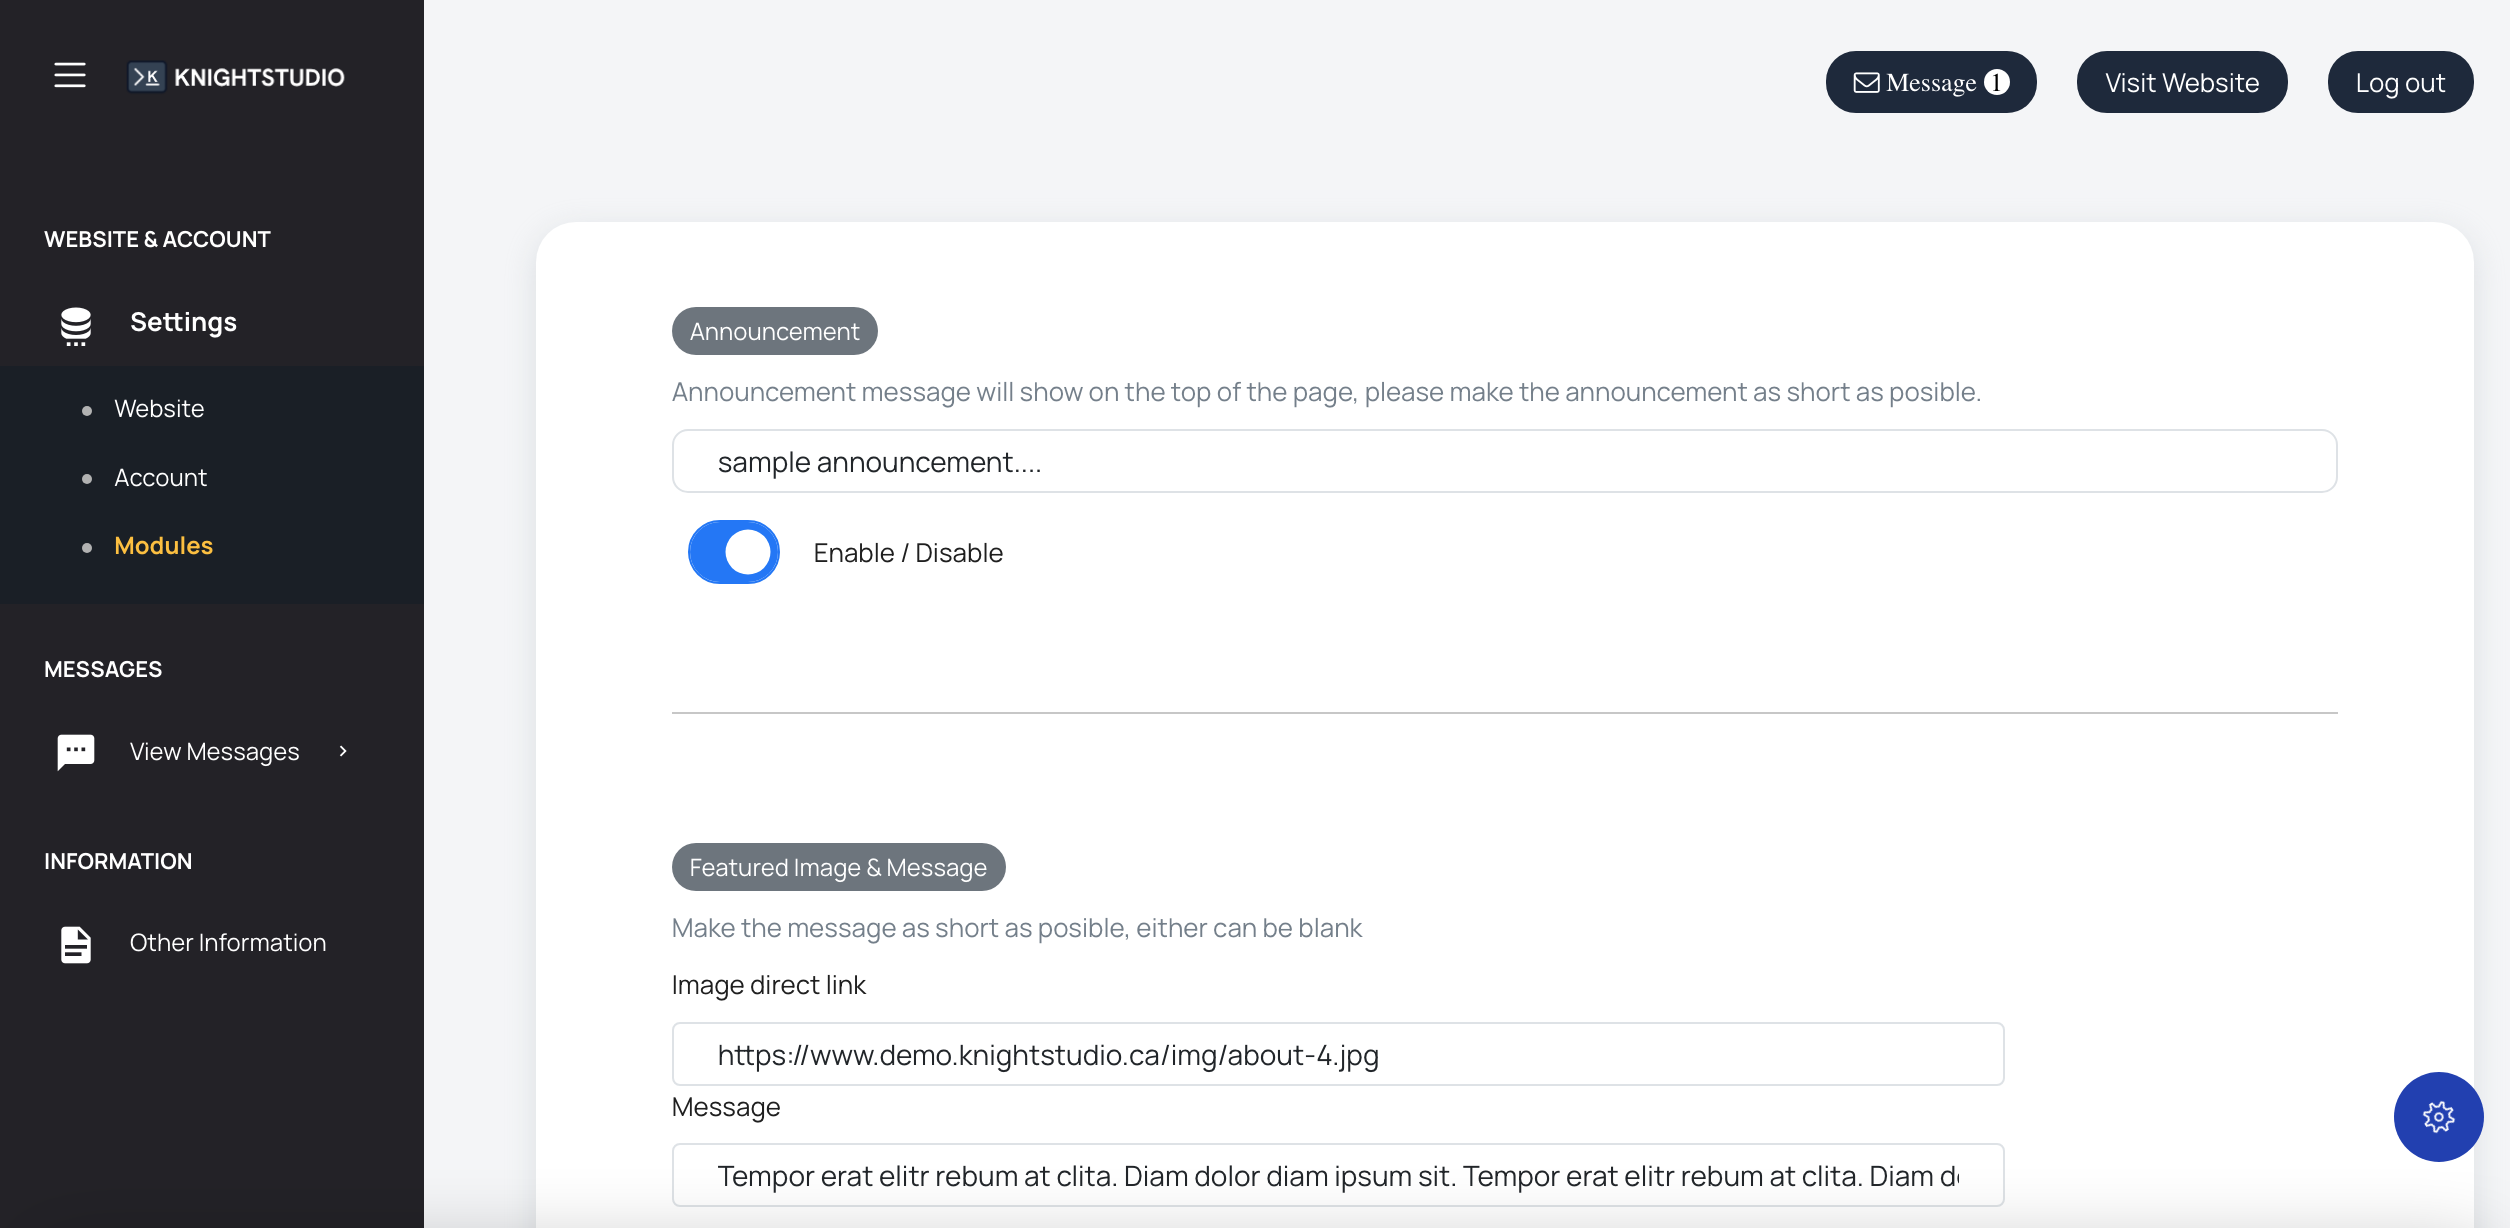 KNIGHTSTUDIO
Message 1
Visit Website
Log out
WEBSITE & ACCOUNT
Settings
Website
Account
Modules
MESSAGES
View Messages
INFORMATION
Other Information
Announcement
Announcement message will show on the top of the page, please make the announcement as short as posible.
sample announcement....
Enable / Disable
Featured Image & Message
Make the message as short as posible, either can be blank
Image direct link
https://www.demo.knightstudio.ca/img/about-4.jpg
Message
Tempor erat elitr rebum at clita. Diam dolor diam ipsum sit. Tempor erat elitr rebum at clita. Diam